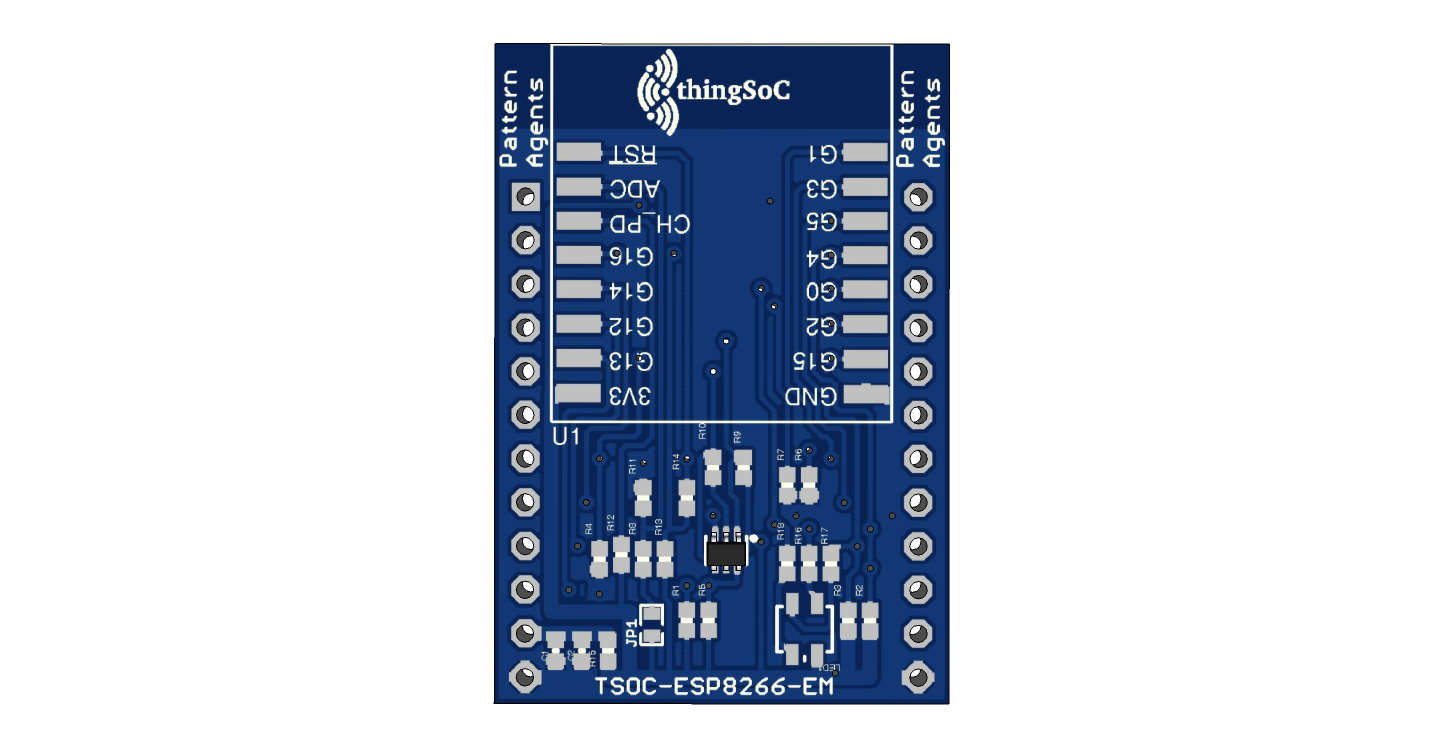 thingSoC
Pattern
Agents
Pattern
Agents
RST
G1
ADC
G3
CH_PD
G5
G16
G4
G14
G0
G12
G2
G13
G15
3V3
GND
U1
R10
R9
R11
R14
R7
R6
R4
R12
R8
R13
R18
R16
R17
R1
R5
R3
R2
JP1
C1
C2
R15
LED1
TSOC-ESP8266-EM